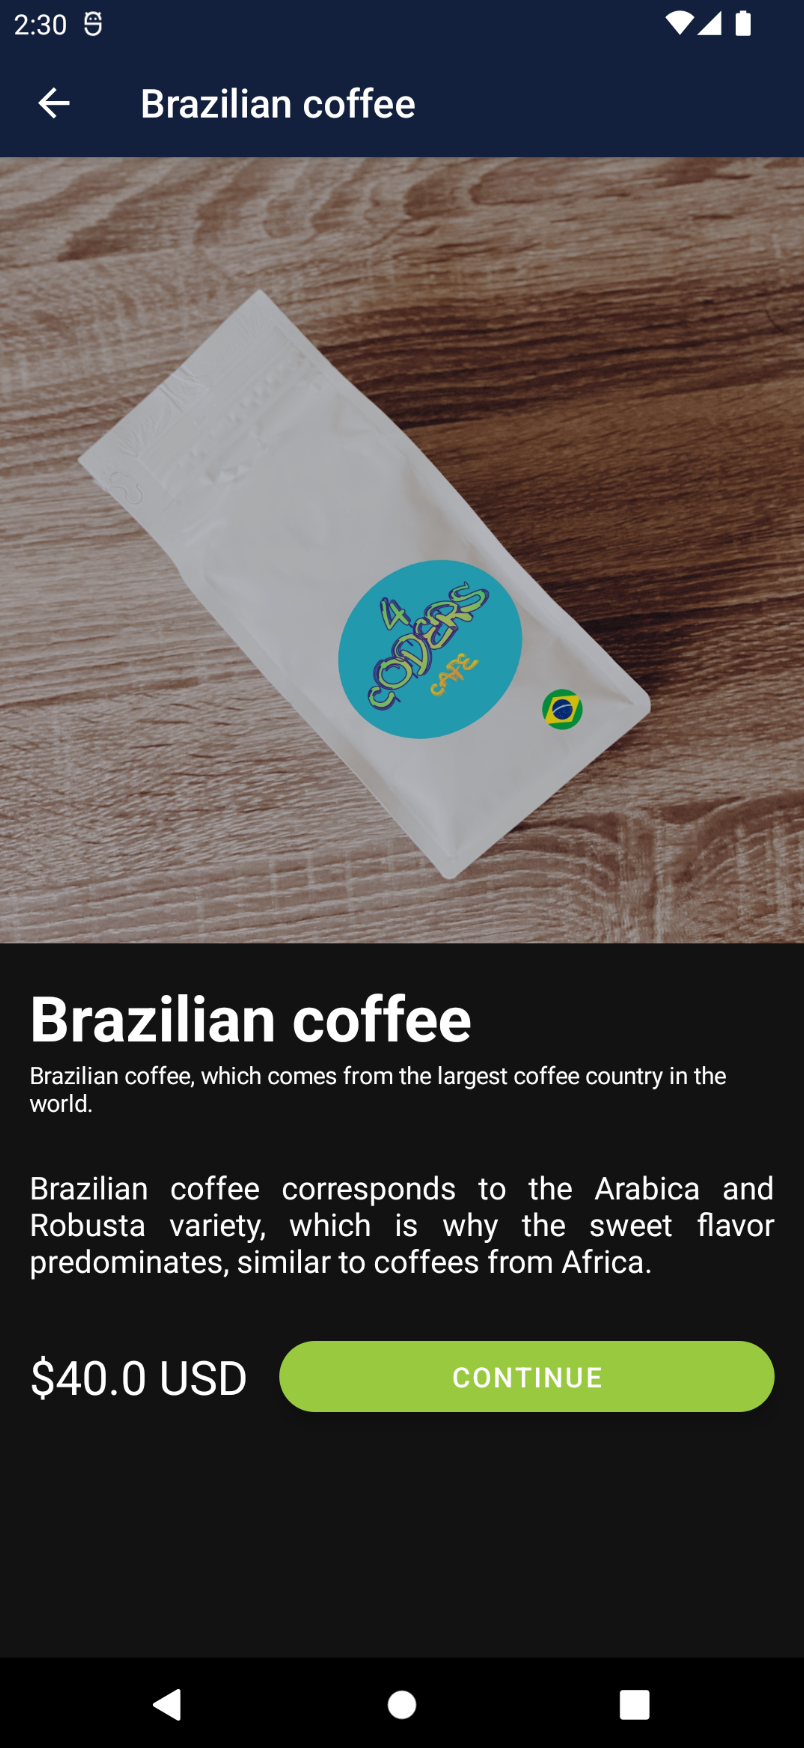 2:30
Brazilian coffee
4
CODERS
CAFE
Brazilian coffee
Brazilian coffee, which comes from the largest coffee country in the
world.
Brazilian coffee corresponds to the Arabica and
Robusta variety, which is why the sweet flavor
predominates, similar to coffees from Africa.
$40.0 USD
CONTINUE